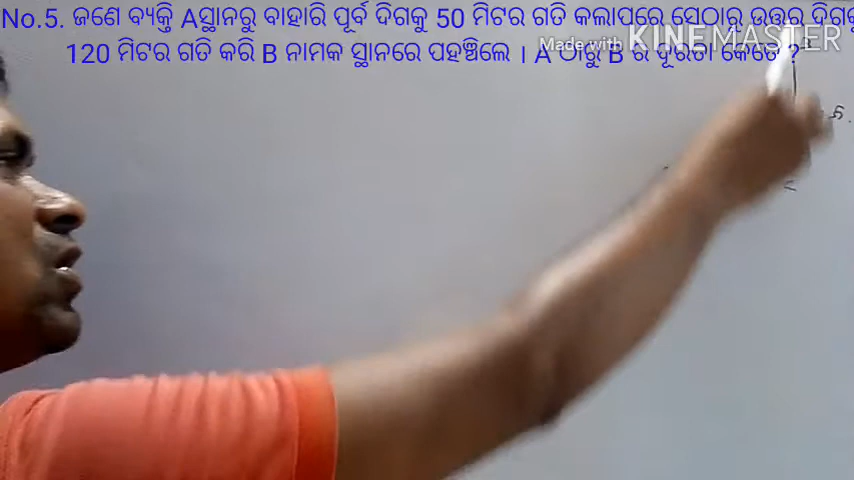 No.5. ଜଣେ ବ୍ୟକ୍ତି Aସ୍ଥାନରୁ ବାହାରି ପୂର୍ବ ଦିଗକୁ 50 ମିଟର ଗତି କଲାପରେ ସେଠାରୁ ଉତ୍ତର ଦିଗକୁ
120 ମିଟର ଗତି କରି B ନାମକ ସ୍ଥାନରେ ପହଞ୍ଚିଲେ । A ଠାରୁ B ର ଦୂରତା କେତେ ?
Made with KINEMASTER